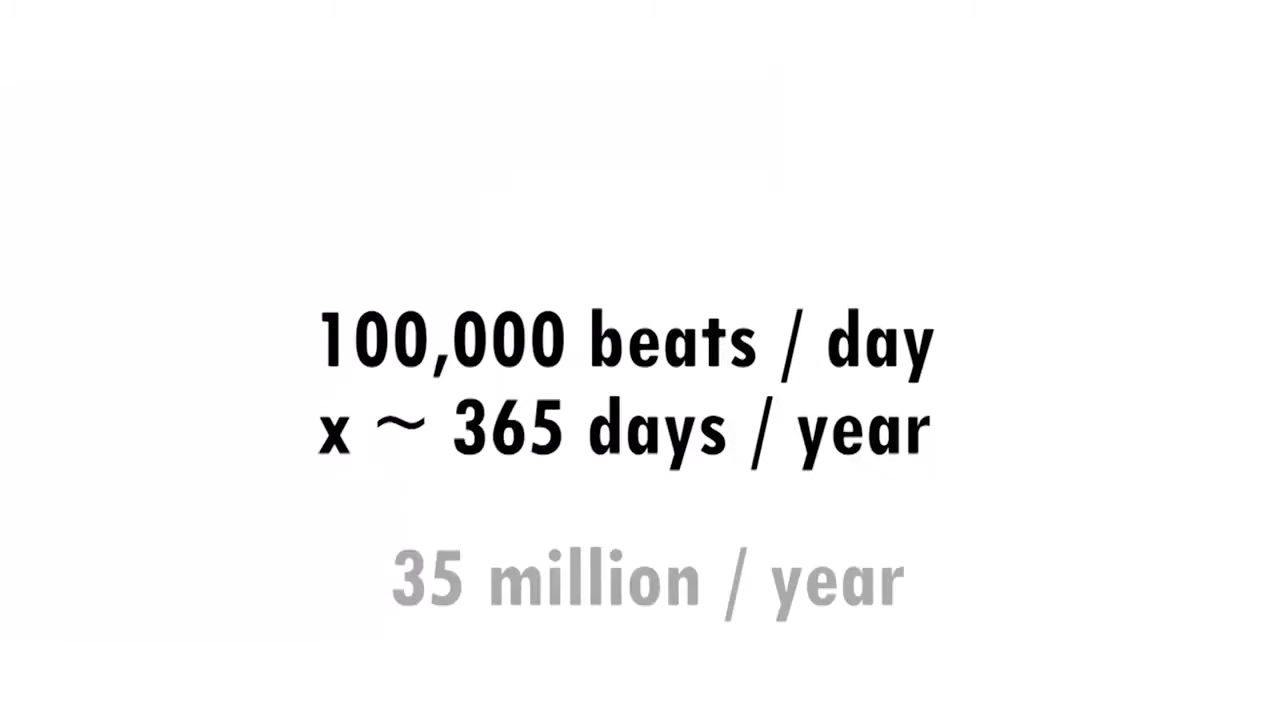 100,000 beats / day
x ~ 365 days / year
35 million / year